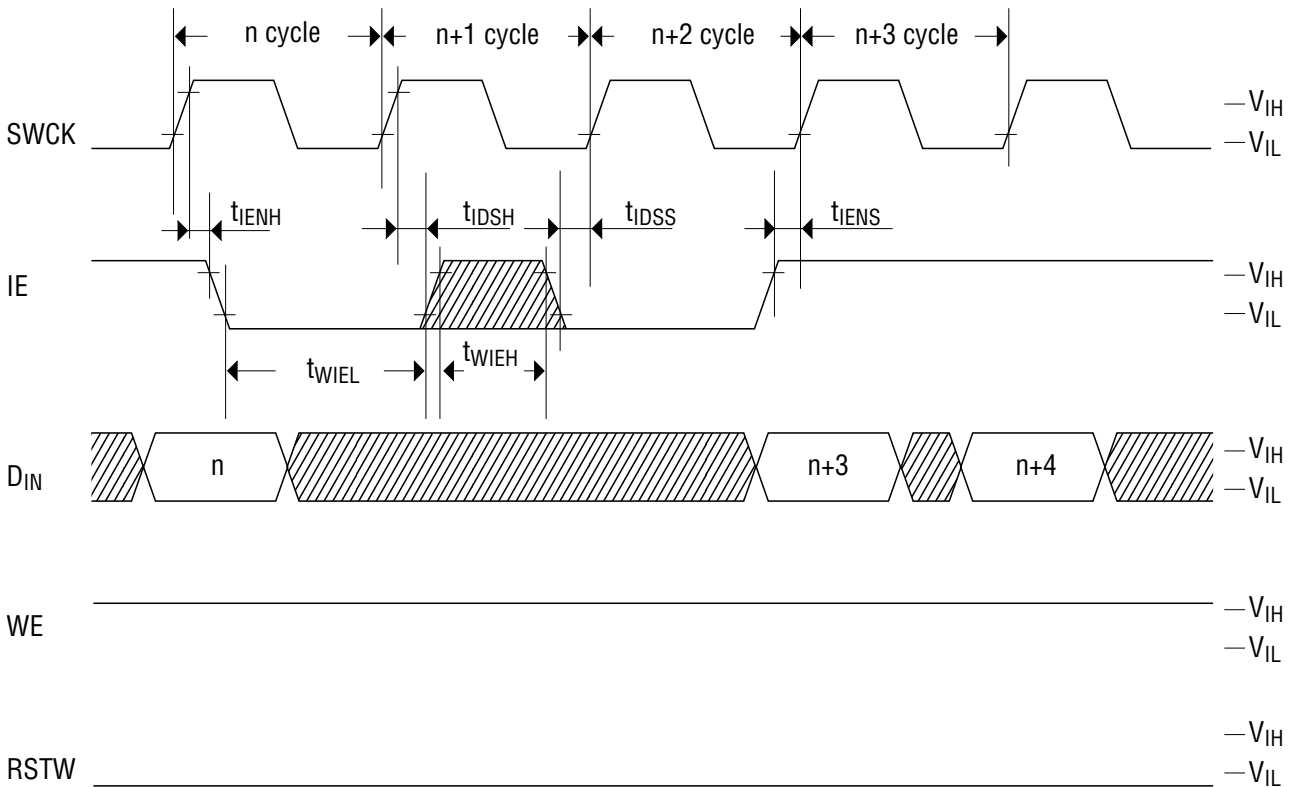 n cycle n+1 cycle n+2 cycle n+3 cycle
SWCK
—VIH
—VIL
tIENH tIDSH tIDSS tIENS
IE
—VIH
—VIL
tWIEL tWIEH
DIN
n n+3 n+4
—VIH
—VIL
WE
—VIH
—VIL
RSTW
—VIH
—VIL